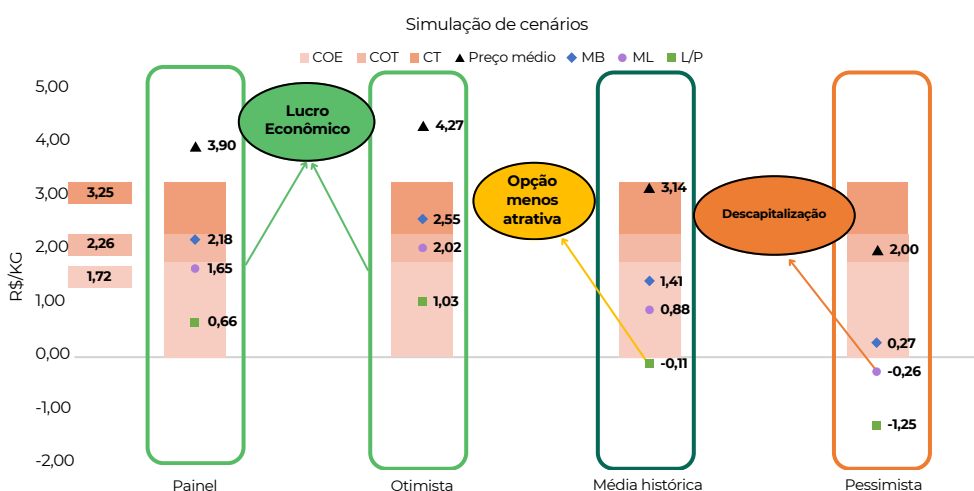 Simulação de cenários
COE COT CT Preço médio MB ML L/P
R$/KG
5,00
4,00
3,00
2,00
1,00
0,00
-1,00
-2,00
3,25
2,26
1,72
3,90
2,18
1,65
0,66
Lucro
Econômico
4,27
2,55
2,02
1,03
Opção
menos
atrativa
3,14
1,41
0,88
-0,11
Descapitalização
2,00
0,27
-0,26
-1,25
Painel
Otimista
Média histórica
Pessimista